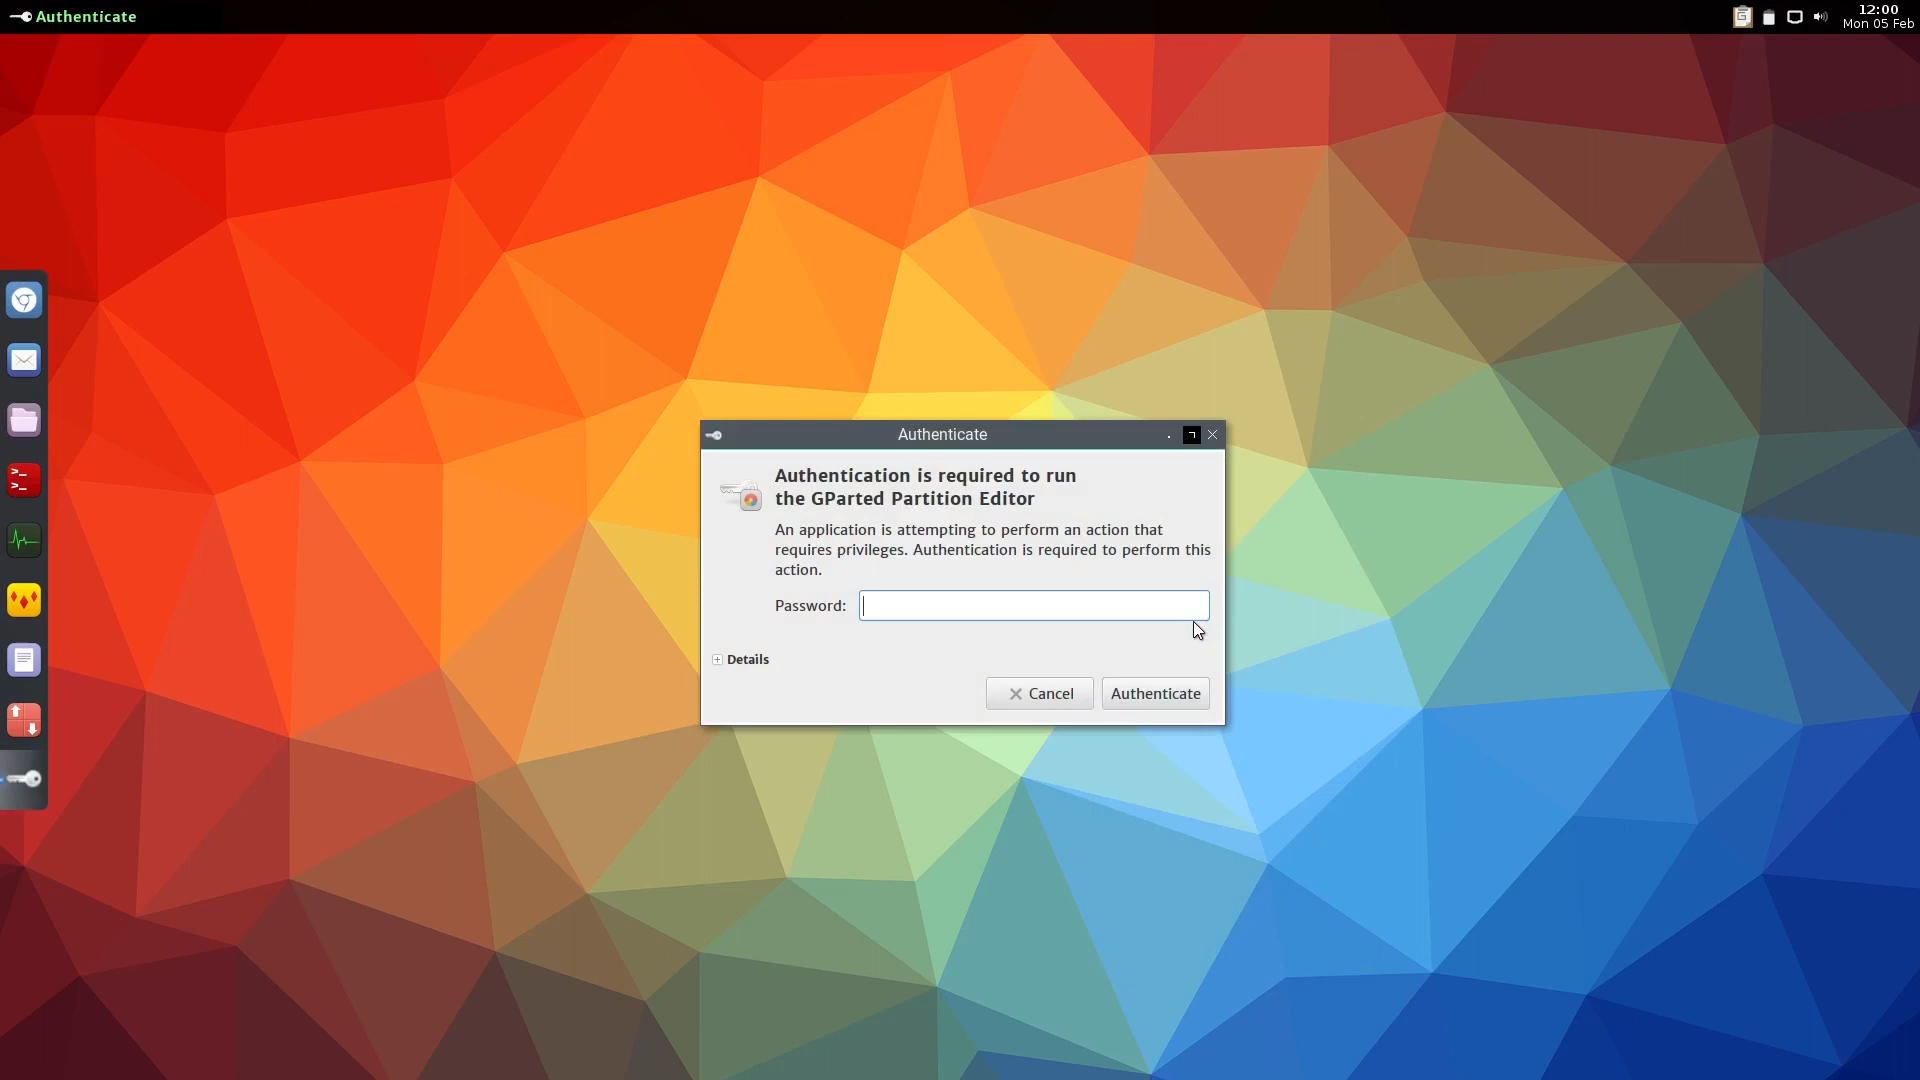 Authenticate
12:00
Mon 05 Feb
Authenticate
Authentication is required to run
the GParted Partition Editor
An application is attempting to perform an action that
requires privileges. Authentication is required to perform this
action.
Password:
Details
Cancel
Authenticate